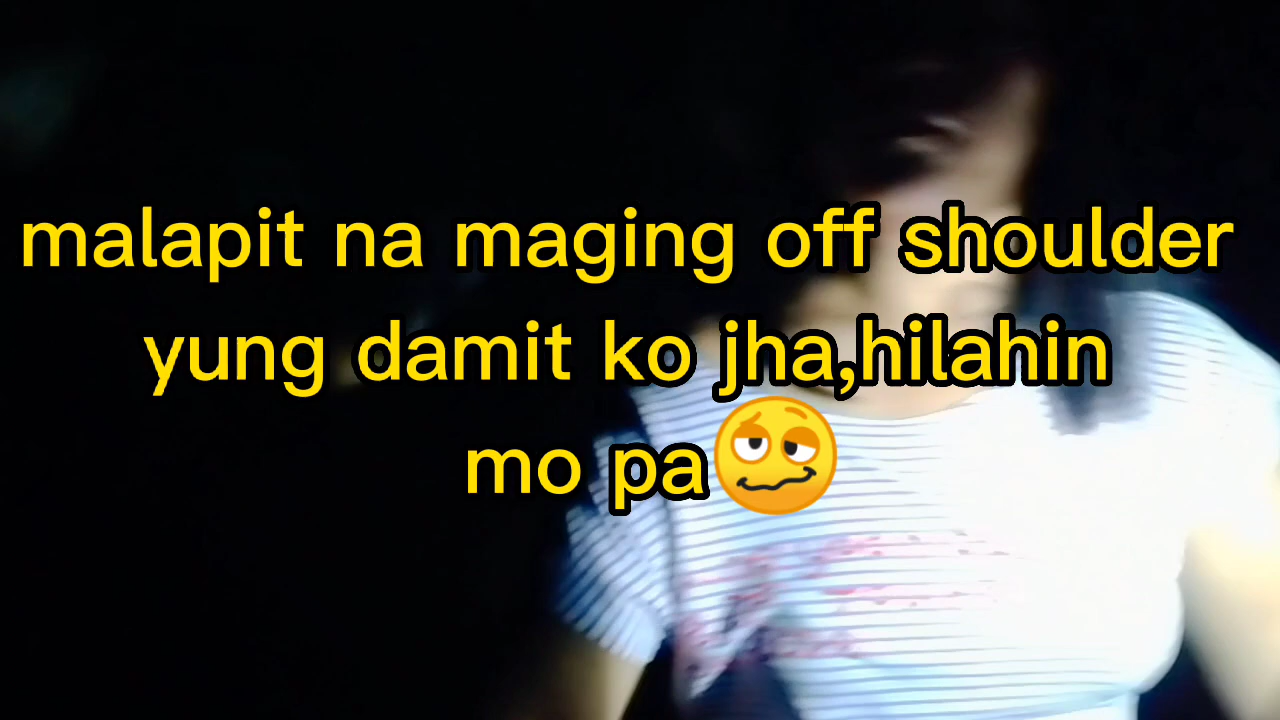 malapit na maging off shoulder
yung damit ko jha,hilahin
mo pa🥴